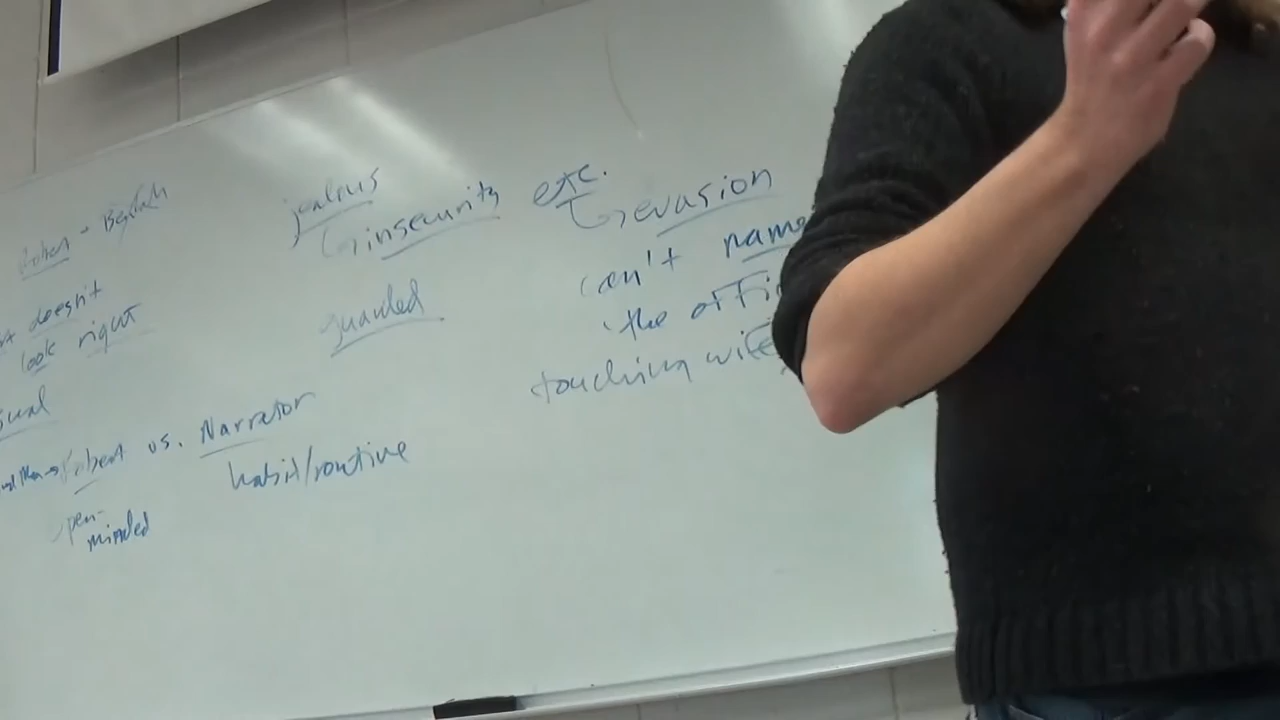 Robert - Beulah
doesn't
look right
Robert vs. Narrator
open-
minded
habit/routine
jealous
insecurity
guarded
etc.
evasion
can't name
'the offi
touching wife